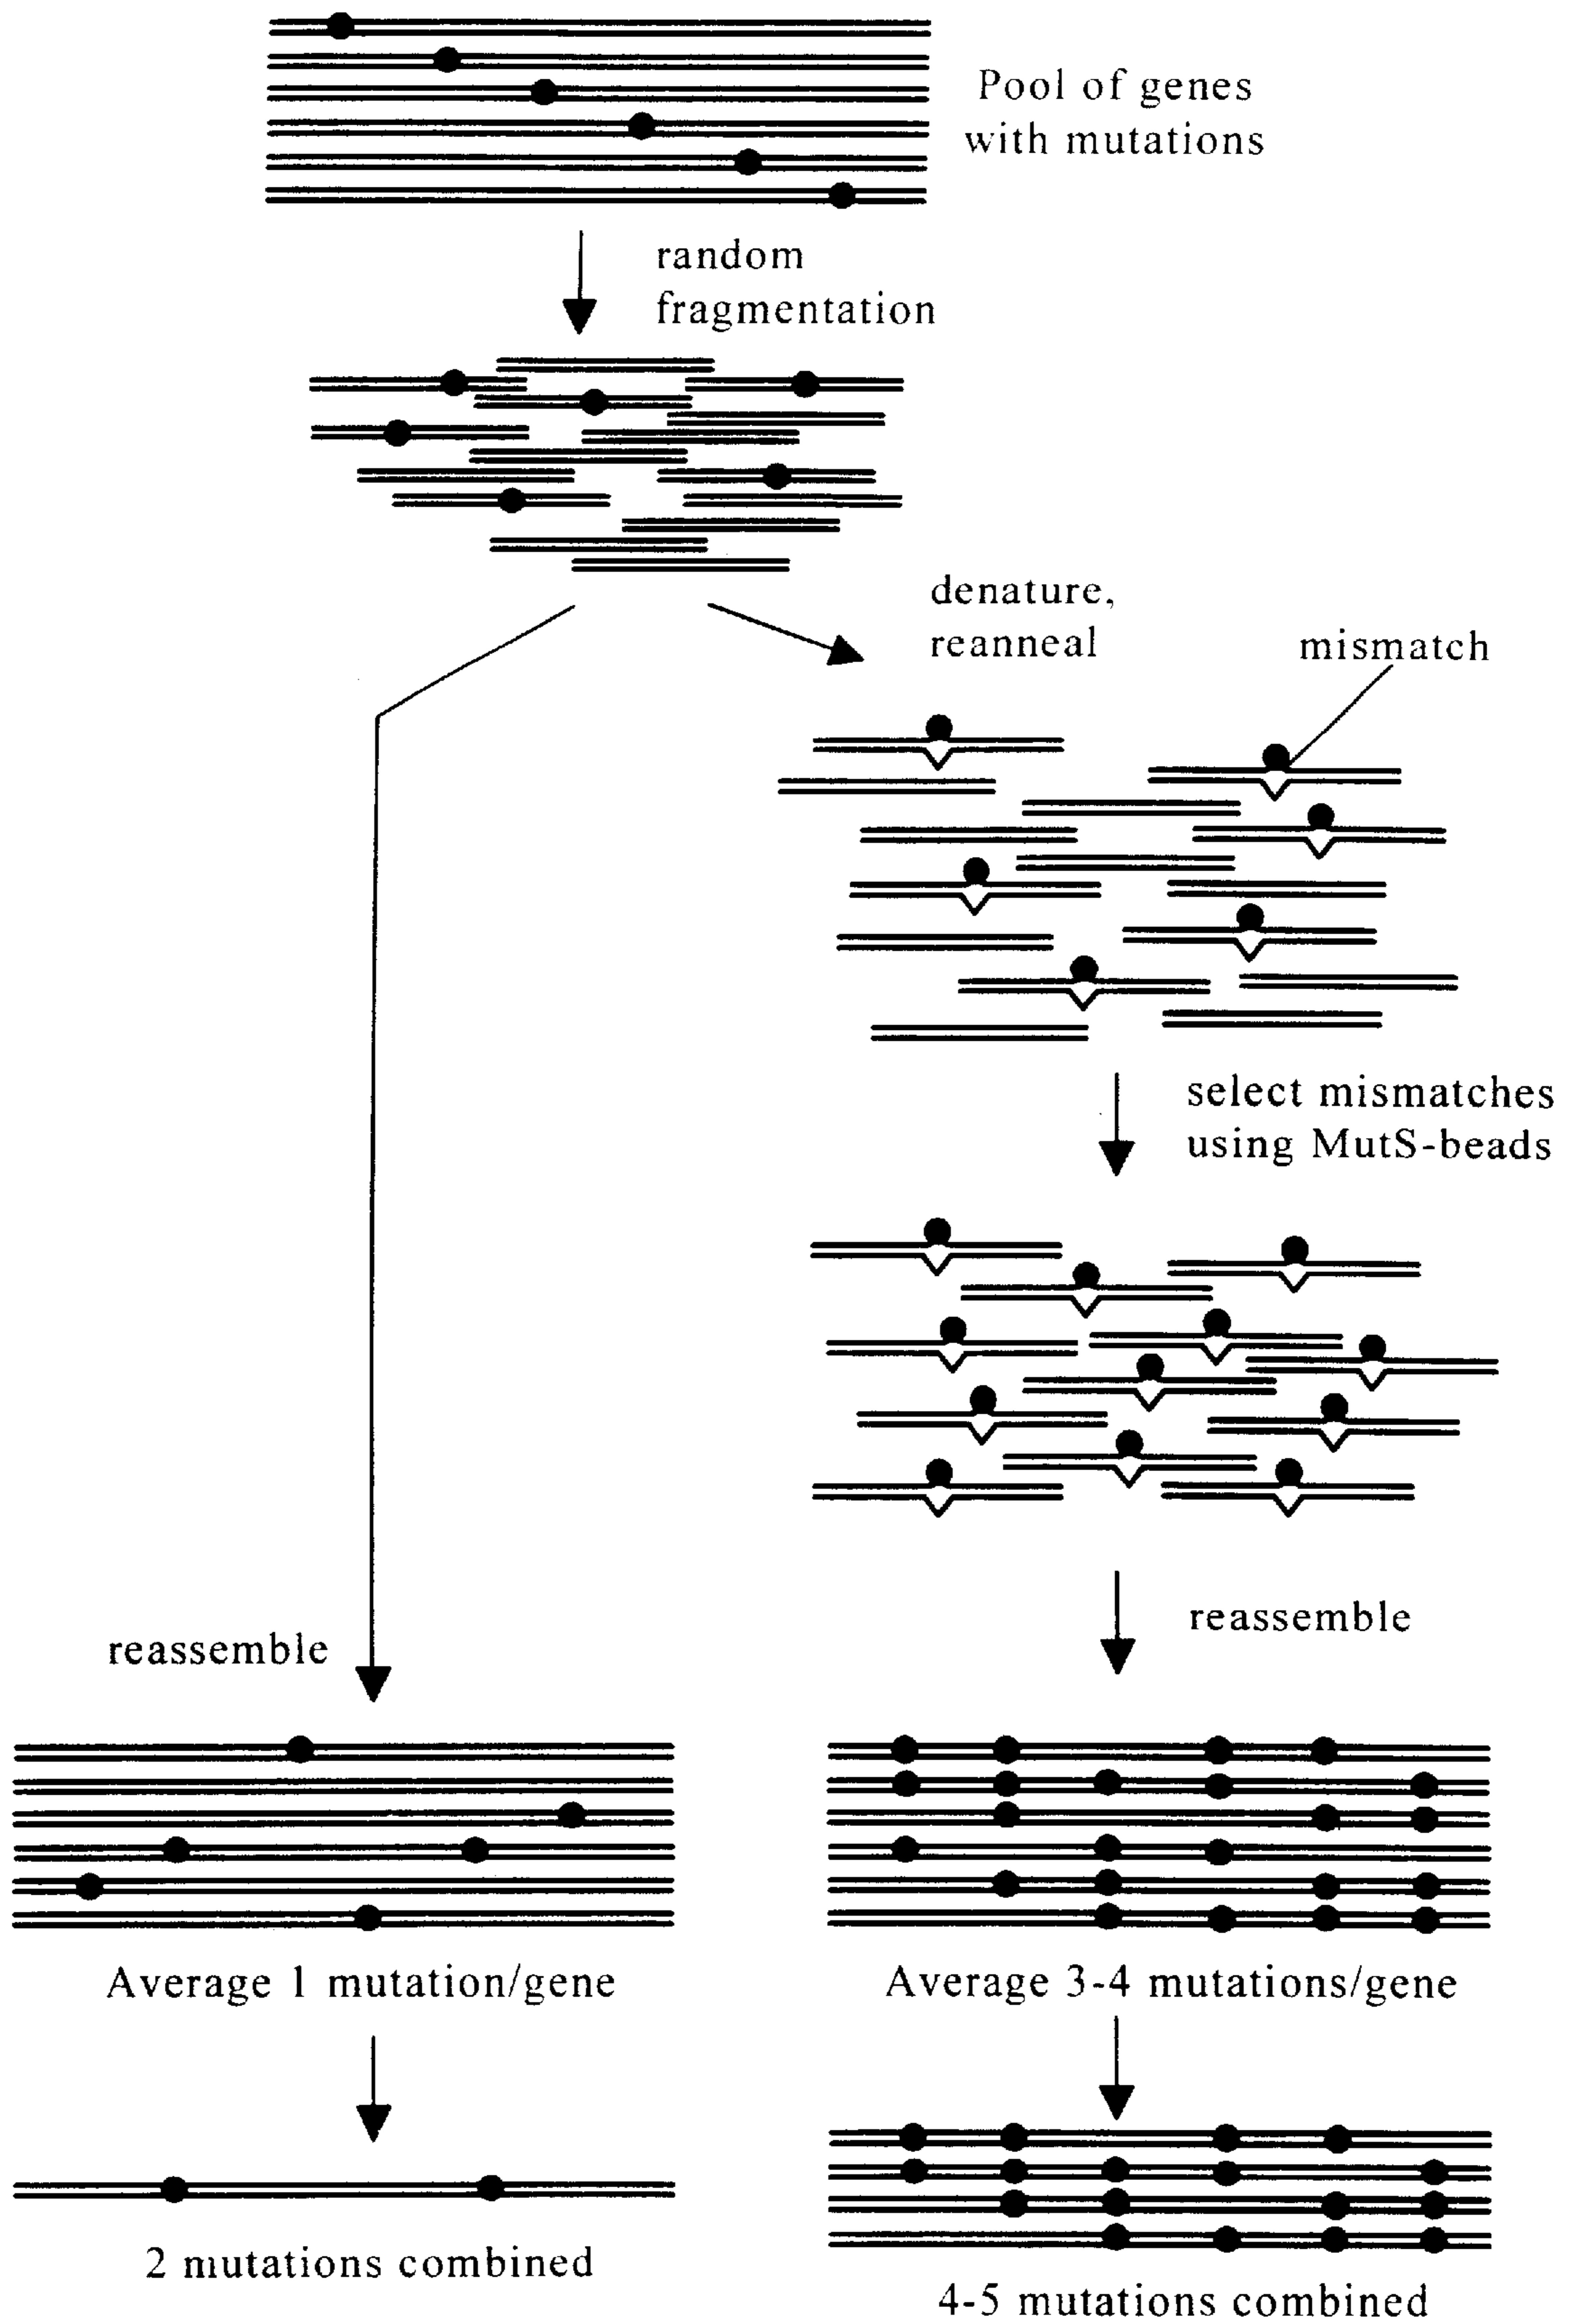 Pool of genes
with mutations
random
fragmentation
denature,
reanneal
mismatch
select mismatches
using MutS-beads
reassemble
reassemble
Average 1 mutation/gene
Average 3-4 mutations/gene
2 mutations combined
4-5 mutations combined